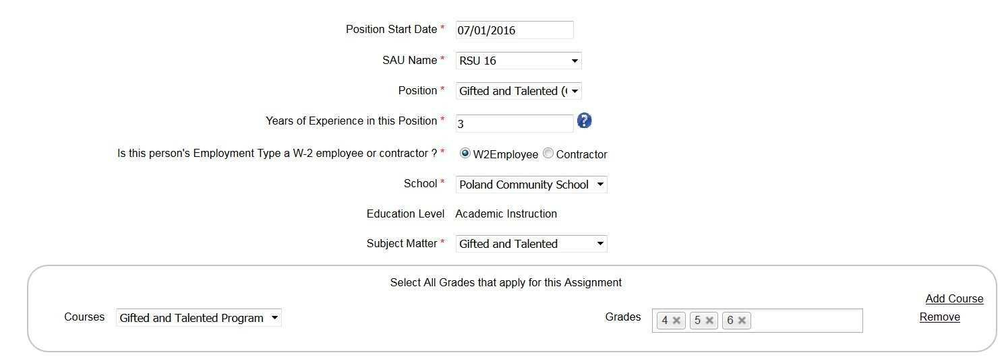 Position Start Date * 07/01/2016
SAU Name * RSU 16
Position * Gifted and Talented (
Years of Experience in this Position * 3 ?
Is this person's Employment Type a W-2 employee or contractor ? * W2Employee Contractor
School * Poland Community School
Education Level Academic Instruction
Subject Matter * Gifted and Talented
Select All Grades that apply for this Assignment
Add Course
Courses Gifted and Talented Program Grades 4 × 5 × 6 × Remove